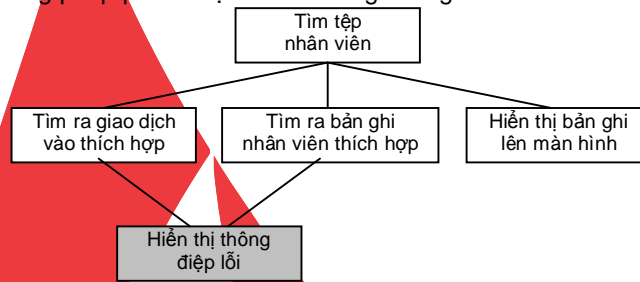 Tìm tệp
nhân viên
Tìm ra giao dịch
vào thích hợp
Tìm ra bản ghi
nhân viên thích hợp
Hiển thị bản ghi
lên màn hình
Hiển thị thông
điệp lỗi